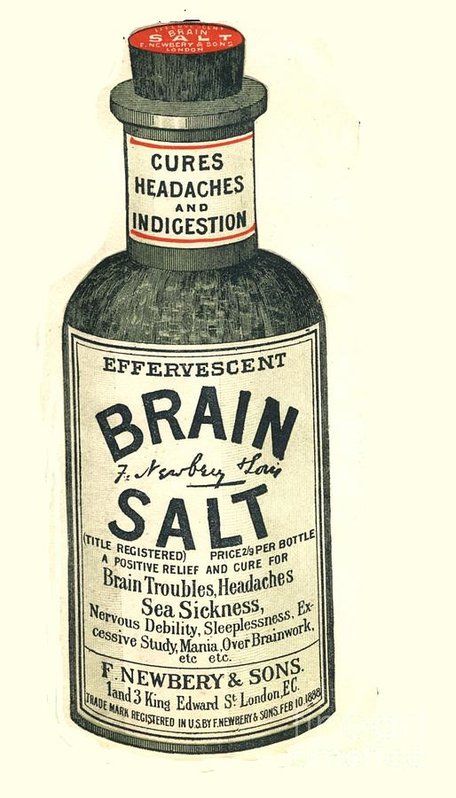 EFFERVESCENT
BRAIN
SALT
F. NEWBERY & SONS
LONDON
CURES
HEADACHES
AND
INDIGESTION
EFFERVESCENT
BRAIN
F. Newbery & Sons
SALT
(TITLE REGISTERED) PRICE 2/9 PER BOTTLE
A POSITIVE RELIEF AND CURE FOR
Brain Troubles, Headaches
Sea Sickness,
Nervous Debility, Sleeplessness, Ex-
cessive Study, Mania, Over Brainwork,
etc etc.
F. NEWBERY & SONS.
1 and 3 King Edward St London, E.C.
TRADE MARK REGISTERED IN U.S. BY F. NEWBERY & SONS. FEB 10. 1888